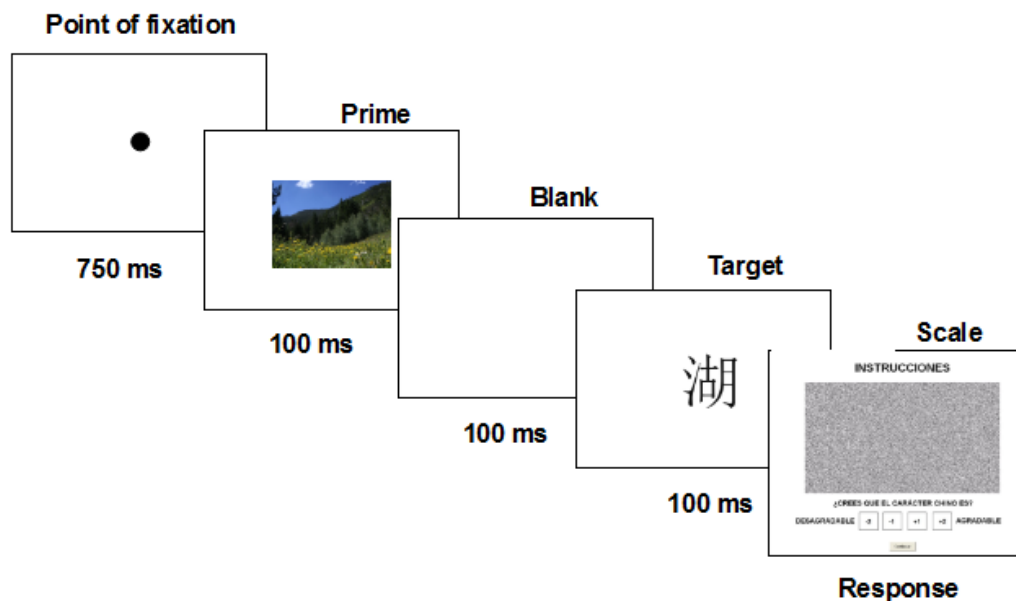 Point of fixation
750 ms
Prime
100 ms
Blank
100 ms
Target
湖
100 ms
Scale
INSTRUCCIONES
¿CREES QUE EL CARÁCTER CHINO ES?
DESAGRADABLE -2 -1 +1 +2 AGRADABLE
Response